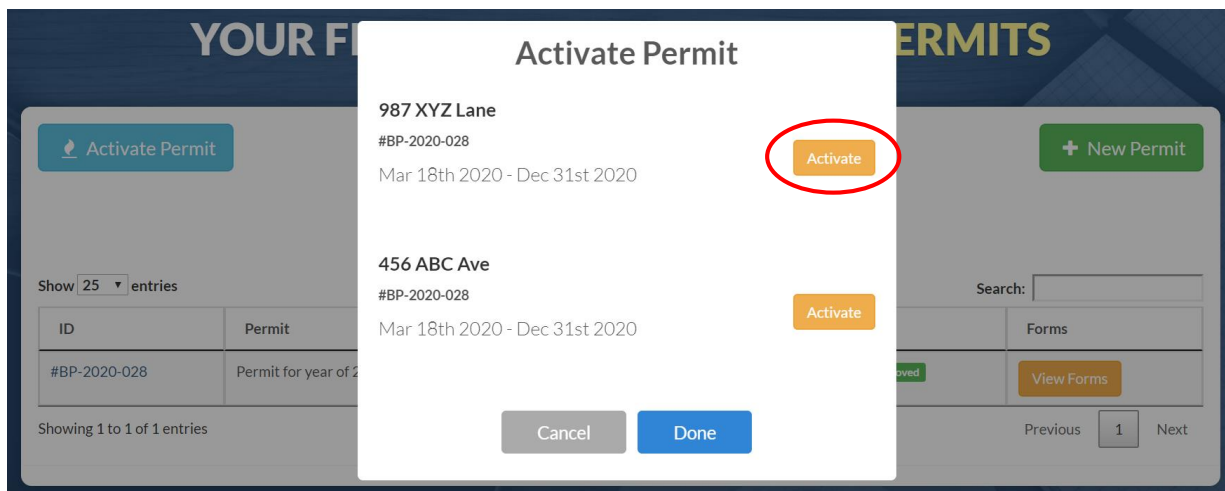 YOUR FI
ERMITS
Activate Permit
987 XYZ Lane
#BP-2020-028
Mar 18th 2020 - Dec 31st 2020
Activate
Activate Permit
+ New Permit
456 ABC Ave
#BP-2020-028
Mar 18th 2020 - Dec 31st 2020
Activate
Show 25 entries
Search:
ID
Permit
Forms
#BP-2020-028
Permit for year of 2
oved
View Forms
Showing 1 to 1 of 1 entries
Cancel
Done
Previous 1 Next